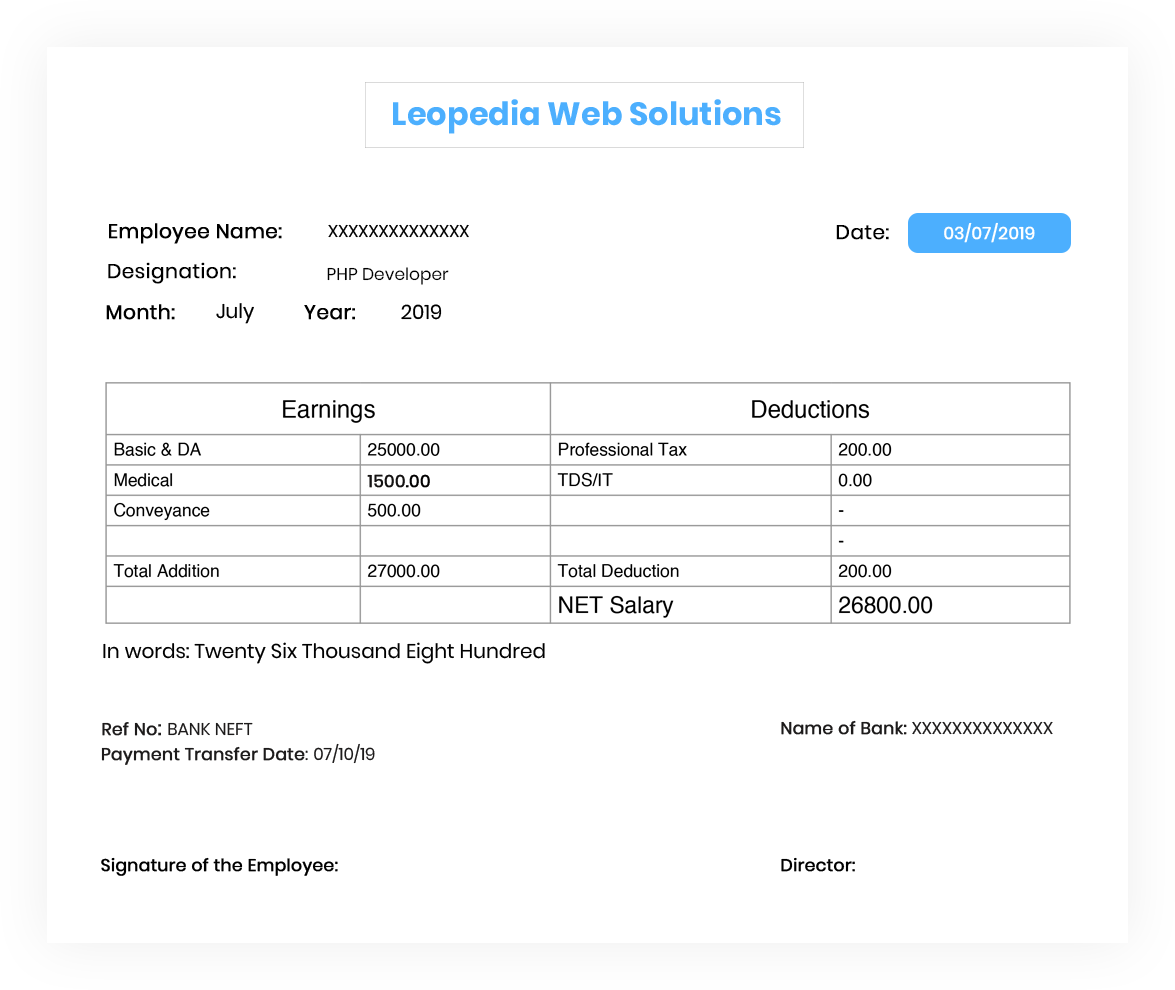 Leopedia Web Solutions
Employee Name: XXXXXXXXXXXXXX Date: 03/07/2019
Designation: PHP Developer
Month: July Year: 2019
Earnings Deductions
Basic & DA 25000.00 Professional Tax 200.00
Medical 1500.00 TDS/IT 0.00
Conveyance 500.00 -
-
Total Addition 27000.00 Total Deduction 200.00
NET Salary 26800.00
In words: Twenty Six Thousand Eight Hundred
Ref No: BANK NEFT Name of Bank: XXXXXXXXXXXXXX
Payment Transfer Date: 07/10/19
Signature of the Employee: Director: